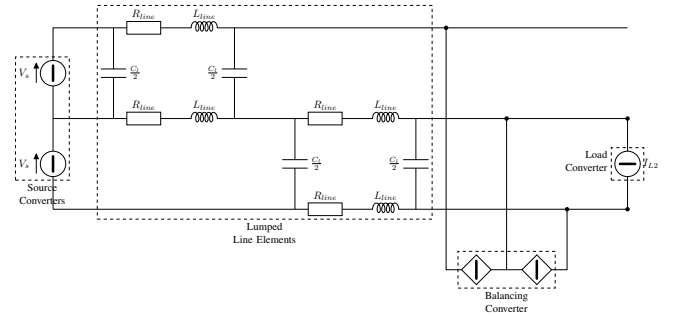 R_line
L_line
V_s
C_l/2
C_l/2
R_line
L_line
R_line
L_line
V_s
C_l/2
C_l/2
Load
Converter
I_L2
Source
Converters
R_line
L_line
Lumped
Line Elements
Balancing
Converter